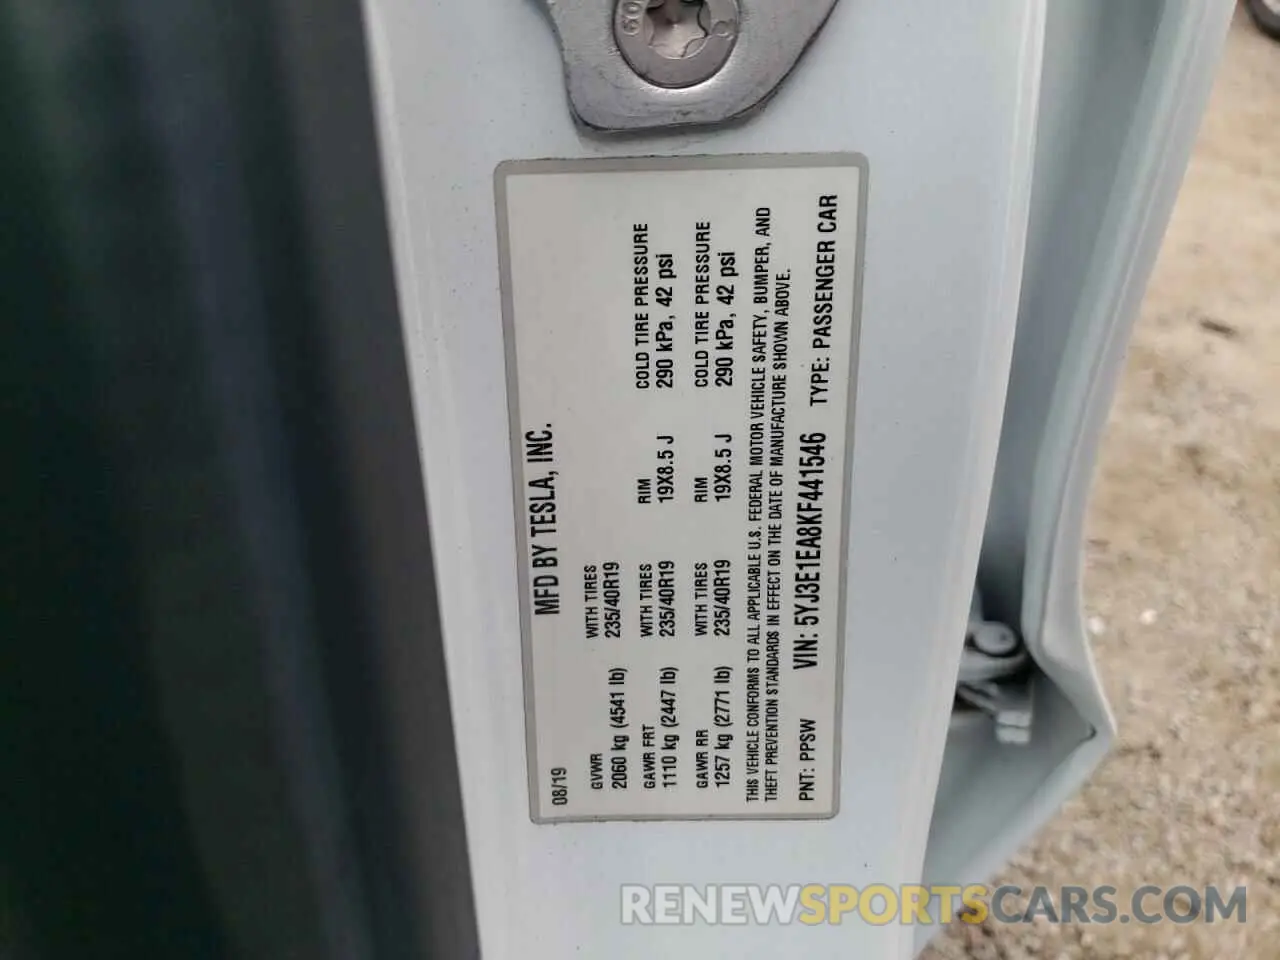 60
08/19
MFD BY TESLA, INC.
GVWR WITH TIRES
2060 kg (4541 lb) 235/40R19
GAWR FRT WITH TIRES RIM COLD TIRE PRESSURE
1110 kg (2447 lb) 235/40R19 19X8.5 J 290 kPa, 42 psi
GAWR RR WITH TIRES RIM COLD TIRE PRESSURE
1257 kg (2771 lb) 235/40R19 19X8.5 J 290 kPa, 42 psi
THIS VEHICLE CONFORMS TO ALL APPLICABLE U.S. FEDERAL MOTOR VEHICLE SAFETY, BUMPER, AND
THEFT PREVENTION STANDARDS IN EFFECT ON THE DATE OF MANUFACTURE SHOWN ABOVE.
PNT: PPSW VIN: 5YJ3E1EA8KF441546 TYPE: PASSENGER CAR
RENEWSPORTSCARS.COM